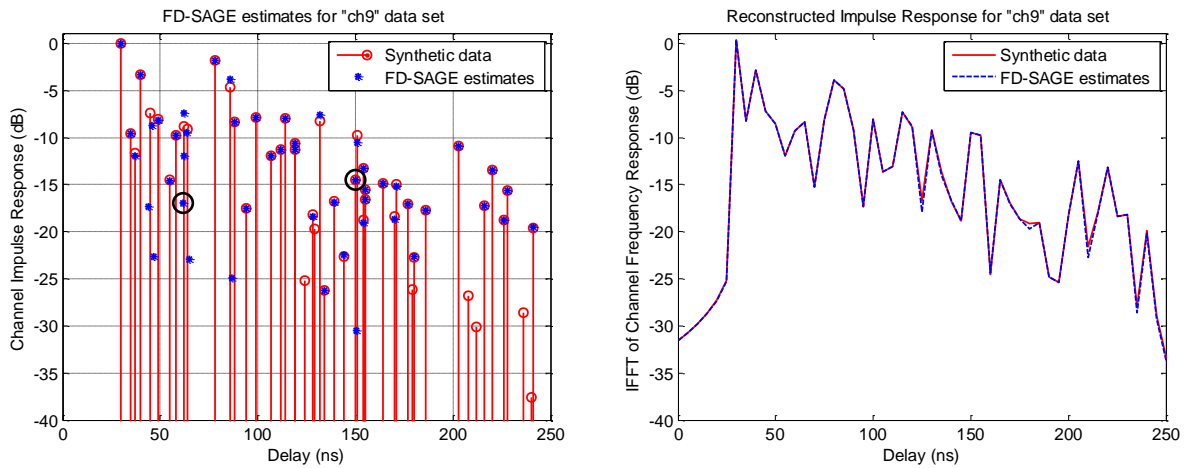 FD-SAGE estimates for "ch9" data set
Synthetic data
FD-SAGE estimates
Channel Impulse Response (dB)
0
-5
-10
-15
-20
-25
-30
-35
-40
0 50 100 150 200 250
Delay (ns)
Reconstructed Impulse Response for "ch9" data set
Synthetic data
FD-SAGE estimates
IFFT of Channel Frequency Response (dB)
0
-5
-10
-15
-20
-25
-30
-35
-40
0 50 100 150 200 250
Delay (ns)